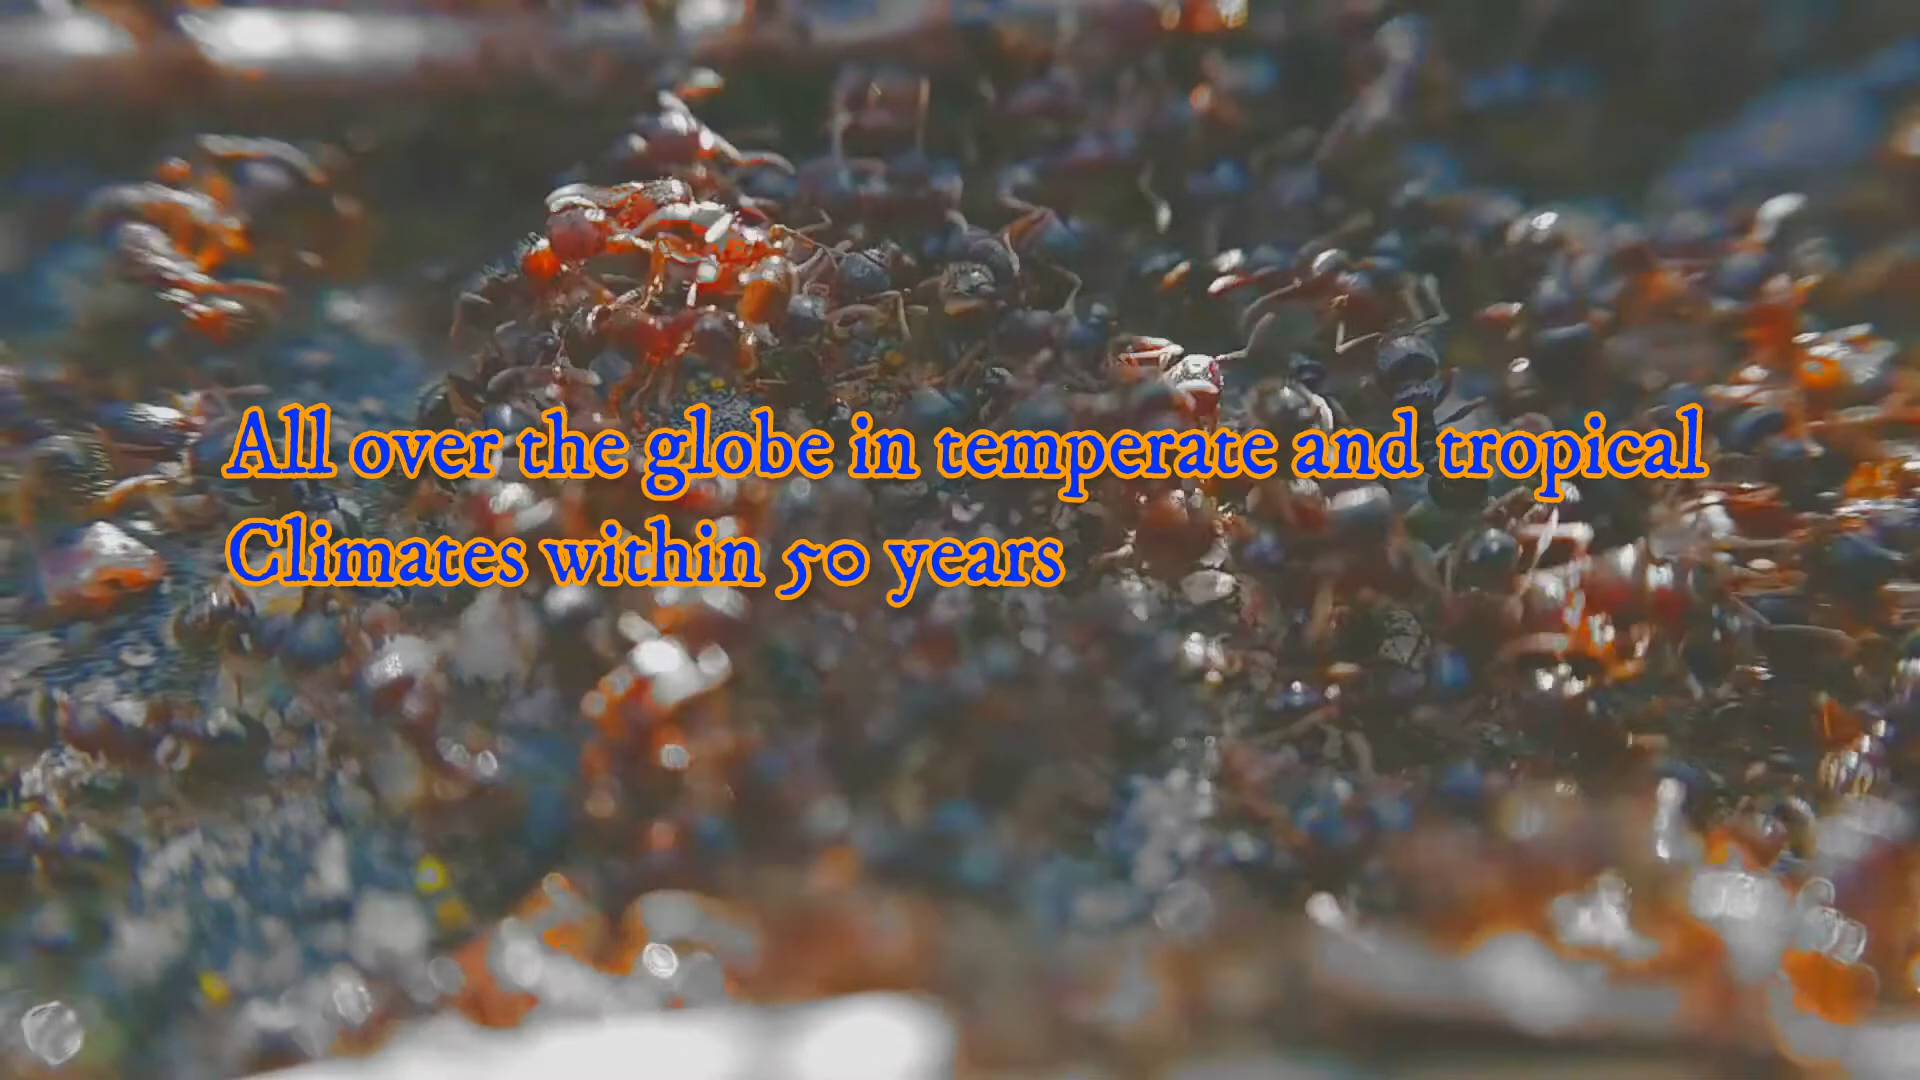 All over the globe in temperate and tropical
Climates within 50 years